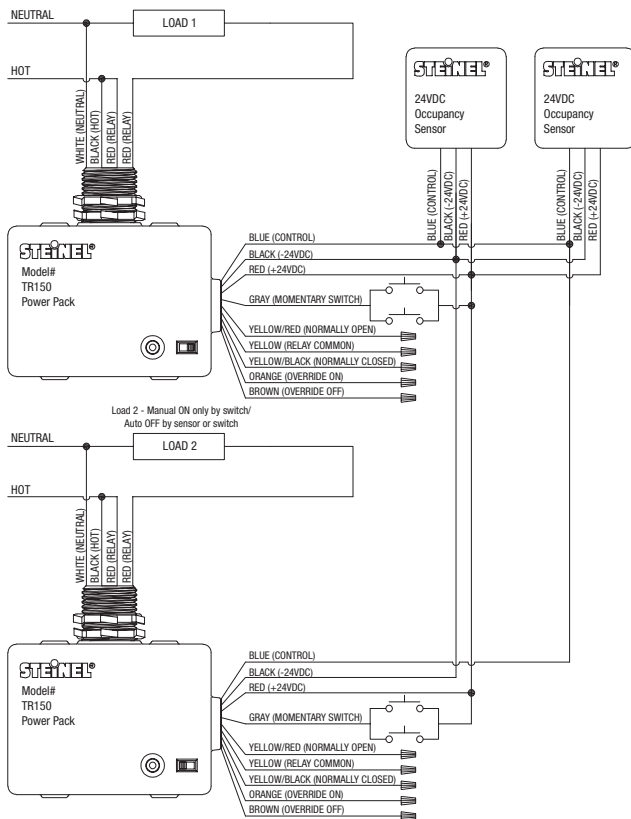 NEUTRAL
LOAD 1
HOT
WHITE (NEUTRAL)
BLACK (HOT)
RED (RELAY)
RED (RELAY)
STEINEL®
24VDC
Occupancy
Sensor
BLUE (CONTROL)
BLACK (-24VDC)
RED (+24VDC)
STEINEL®
24VDC
Occupancy
Sensor
BLUE (CONTROL)
BLACK (-24VDC)
RED (+24VDC)
STEINEL®
Model#
TR150
Power Pack
BLUE (CONTROL)
BLACK (-24VDC)
RED (+24VDC)
GRAY (MOMENTARY SWITCH)
YELLOW/RED (NORMALLY OPEN)
YELLOW (RELAY COMMON)
YELLOW/BLACK (NORMALLY CLOSED)
ORANGE (OVERRIDE ON)
BROWN (OVERRIDE OFF)
Load 2 - Manual ON only by switch/
Auto OFF by sensor or switch
NEUTRAL
LOAD 2
HOT
WHITE (NEUTRAL)
BLACK (HOT)
RED (RELAY)
RED (RELAY)
STEINEL®
Model#
TR150
Power Pack
BLUE (CONTROL)
BLACK (-24VDC)
RED (+24VDC)
GRAY (MOMENTARY SWITCH)
YELLOW/RED (NORMALLY OPEN)
YELLOW (RELAY COMMON)
YELLOW/BLACK (NORMALLY CLOSED)
ORANGE (OVERRIDE ON)
BROWN (OVERRIDE OFF)